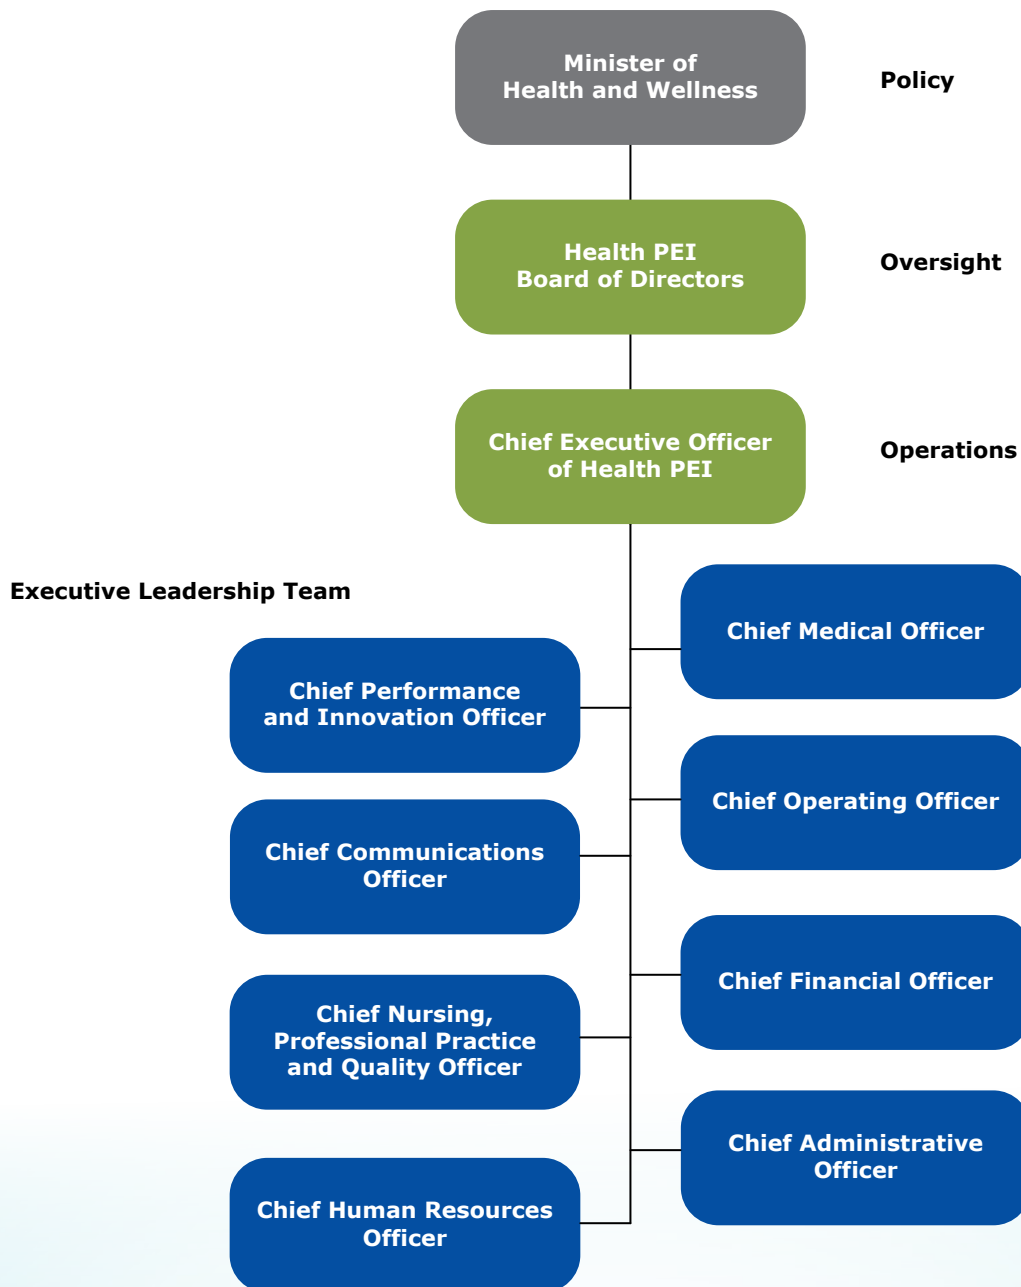 Minister of
Health and Wellness
Policy
Health PEI
Board of Directors
Oversight
Chief Executive Officer
of Health PEI
Operations
Executive Leadership Team
Chief Medical Officer
Chief Performance
and Innovation Officer
Chief Operating Officer
Chief Communications
Officer
Chief Financial Officer
Chief Nursing,
Professional Practice
and Quality Officer
Chief Administrative
Officer
Chief Human Resources
Officer